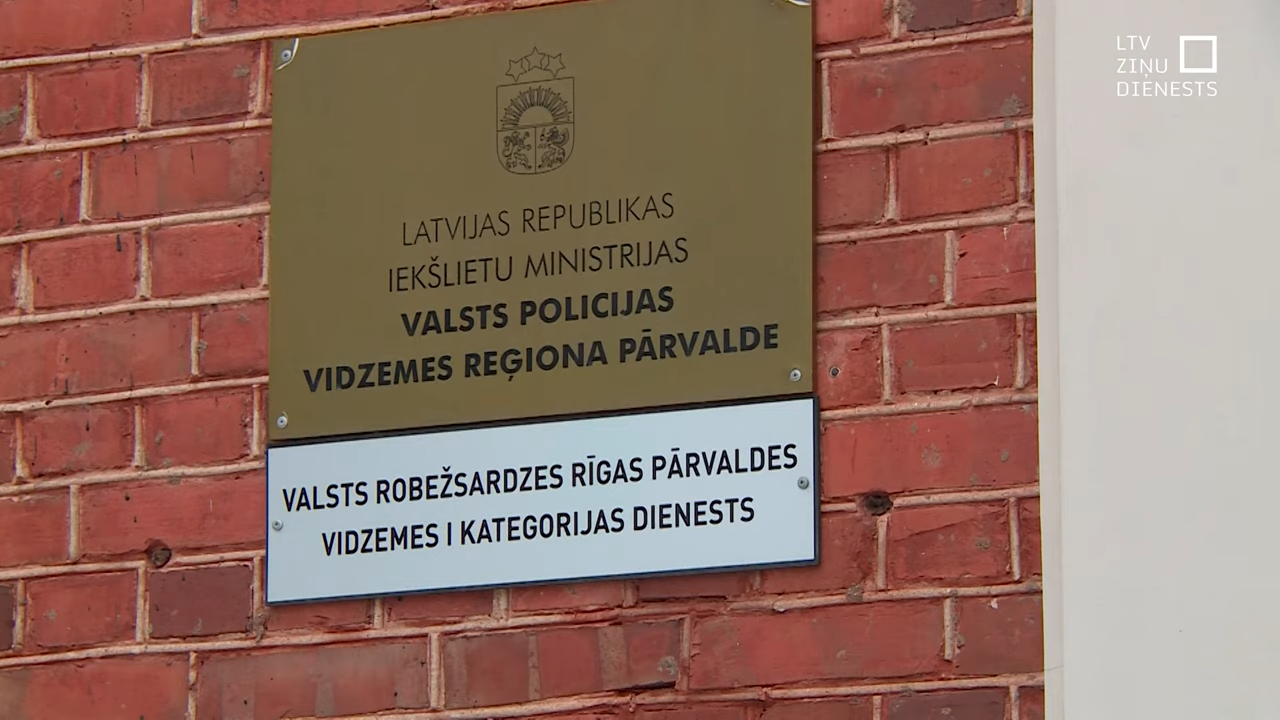 LTV
ZIŅU
DIENESTS
LATVIJAS REPUBLIKAS
IEKŠLIETU MINISTRIJAS
VALSTS POLICIJAS
VIDZEMES REĢIONA PĀRVALDE
VALSTS ROBEŽSARDZES RĪGAS PĀRVALDES
VIDZEMES I KATEGORIJAS DIENESTS